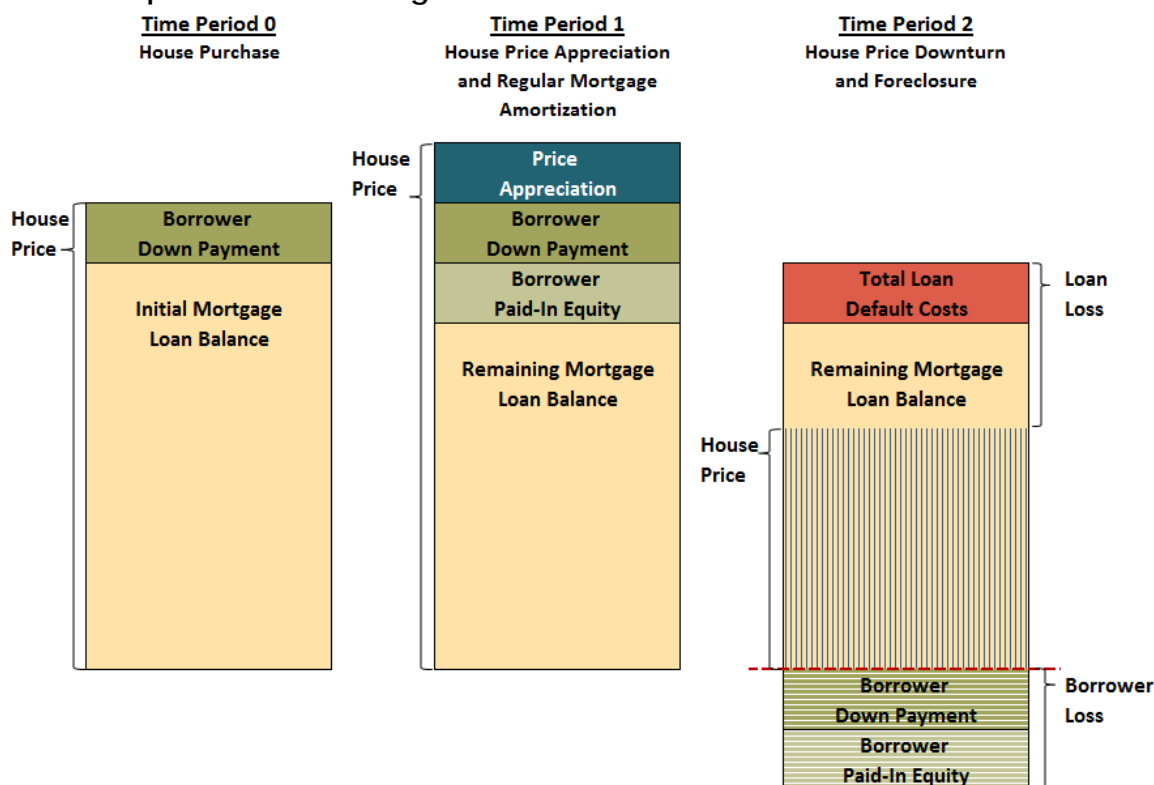 Time Period 0
House Purchase
Time Period 1
House Price Appreciation
and Regular Mortgage
Amortization
Time Period 2
House Price Downturn
and Foreclosure
House
Price
Borrower
Down Payment
Initial Mortgage
Loan Balance
House
Price
Price
Appreciation
Borrower
Down Payment
Borrower
Paid-In Equity
Remaining Mortgage
Loan Balance
Total Loan
Default Costs
Loan
Loss
Remaining Mortgage
Loan Balance
House
Price
Borrower
Down Payment
Borrower
Paid-In Equity
Borrower
Loss